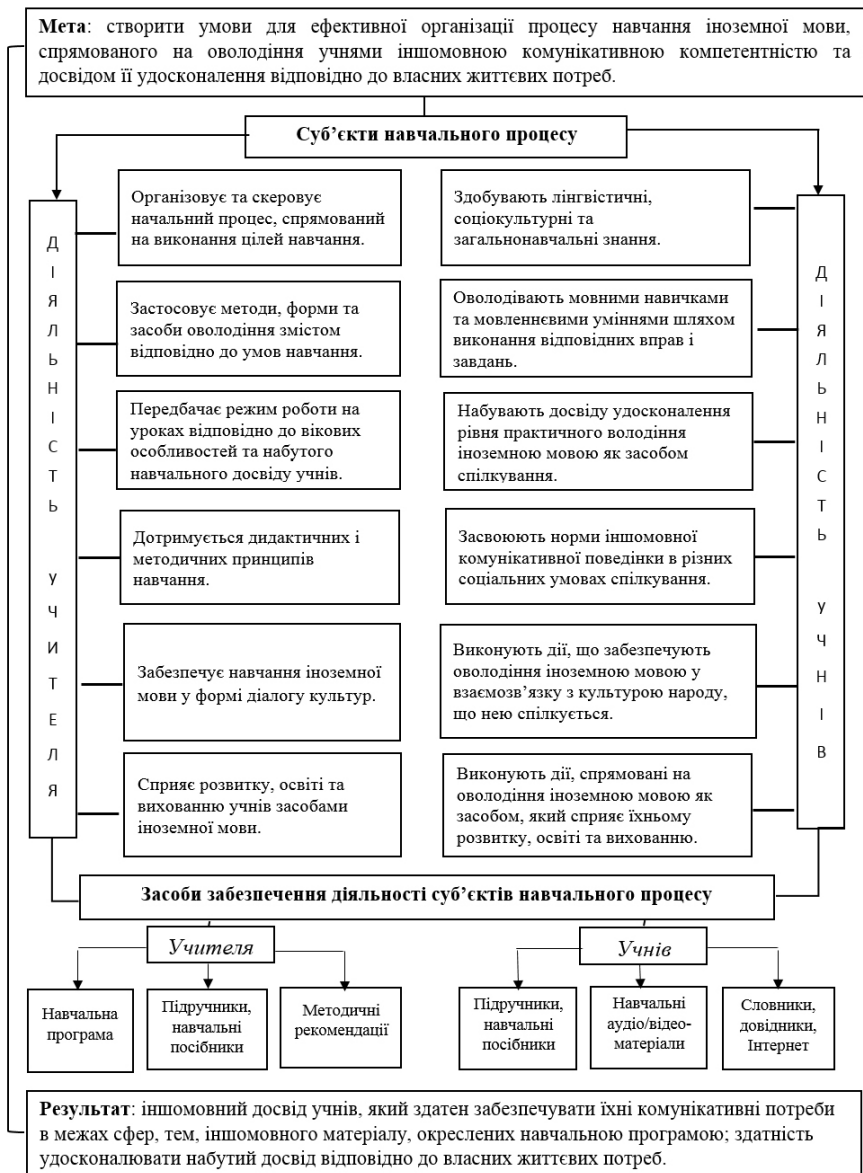 Мета: створити умови для ефективної організації процесу навчання іноземної мови,
спрямованого на оволодіння учнями іншомовною комунікативною компетентністю та
досвідом її удосконалення відповідно до власних життєвих потреб.
Суб’єкти навчального процесу
ДІЯЛЬНІСТЬ УЧИТЕЛЯ
Організовує та скеровує
начальний процес, спрямований
на виконання цілей навчання.
Застосовує методи, форми та
засоби оволодіння змістом
відповідно до умов навчання.
Передбачає режим роботи на
уроках відповідно до вікових
особливостей та набутого
навчального досвіду учнів.
Дотримується дидактичних і
методичних принципів
навчання.
Забезпечує навчання іноземної
мови у формі діалогу культур.
Сприяє розвитку, освіті та
вихованню учнів засобами
іноземної мови.
Здобувають лінгвістичні,
соціокультурні та
загальнонавчальні знання.
Оволодівають мовними навичками
та мовленнєвими уміннями шляхом
виконання відповідних вправ і
завдань.
Набувають досвіду удосконалення
рівня практичного володіння
іноземною мовою як засобом
спілкування.
Засвоюють норми іншомовної
комунікативної поведінки в різних
соціальних умовах спілкування.
Виконують дії, що забезпечують
оволодіння іноземною мовою у
взаємозв’язку з культурою народу,
що нею спілкується.
Виконують дії, спрямовані на
оволодіння іноземною мовою як
засобом, який сприяє їхньому
розвитку, освіті та вихованню.
ДІЯЛЬНІСТЬ УЧНІВ
Засоби забезпечення діяльності суб’єктів навчального процесу
Учителя
Навчальна
програма
Підручники,
навчальні
посібники
Методичні
рекомендації
Учнів
Підручники,
навчальні
посібники
Навчальні
аудіо/відео-
матеріали
Словники,
довідники,
Інтернет
Результат: іншомовний досвід учнів, який здатен забезпечувати їхні комунікативні потреби
в межах сфер, тем, іншомовного матеріалу, окреслених навчальною програмою; здатність
удосконалювати набутий досвід відповідно до власних життєвих потреб.